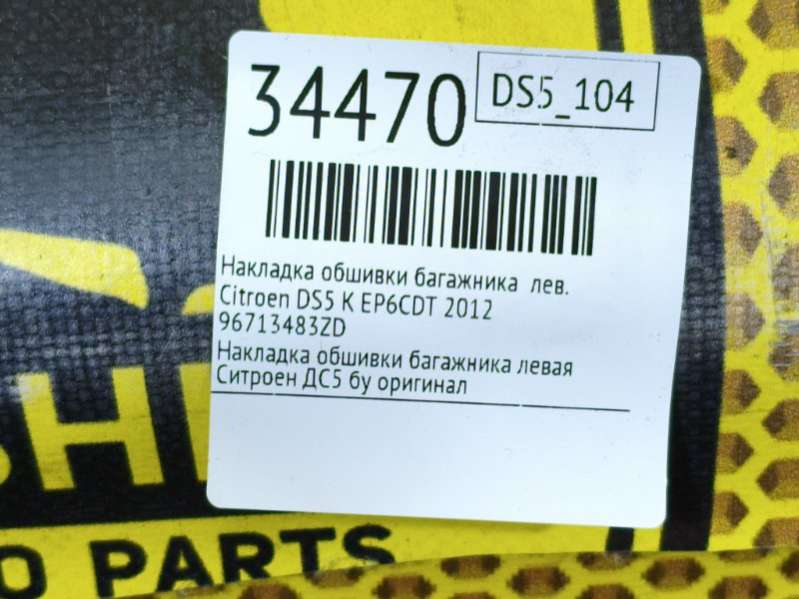 34470
DS5_104
Накладка обшивки багажника лев.
Citroen DS5 K EP6CDT 2012
96713483ZD
Накладка обшивки багажника левая
Ситроен ДС5 бу оригинал
PARTS